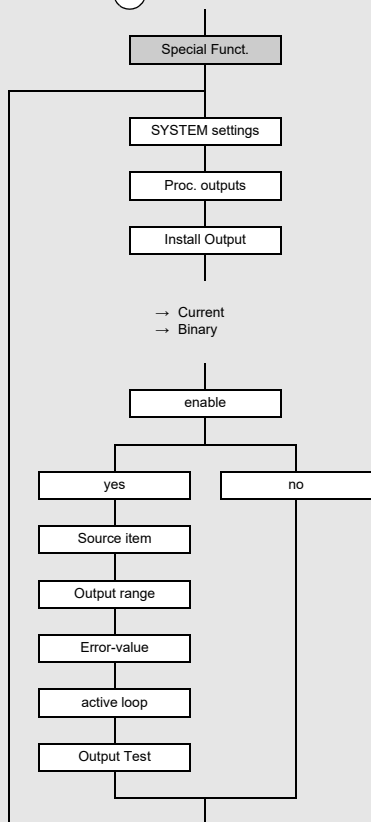 Special Funct.
SYSTEM settings
Proc. outputs
Install Output
→ Current
→ Binary
enable
yes
no
Source item
Output range
Error-value
active loop
Output Test